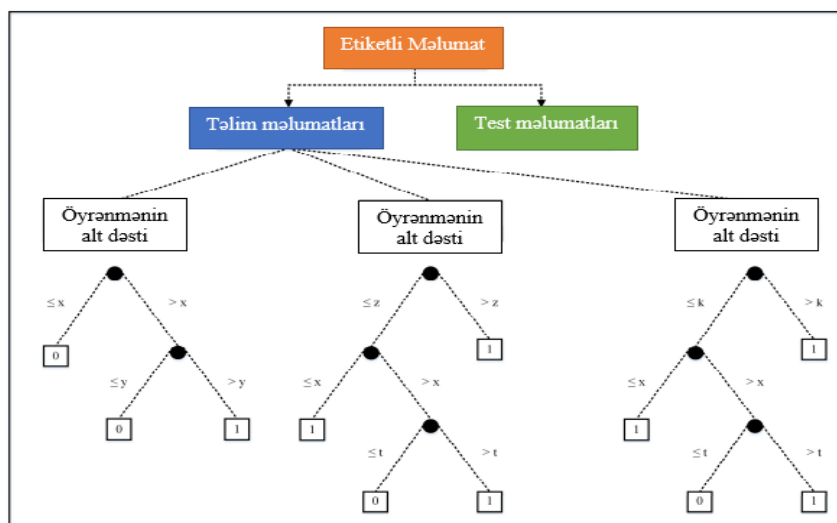 Etiketli Məlumat
Təlim məlumatları
Test məlumatları
Öyrənmənin
alt dəsti
Öyrənmənin
alt dəsti
Öyrənmənin
alt dəsti
≤ x
> x
≤ z
> z
≤ k
> k
0
1
1
≤ y
> y
≤ x
> x
≤ x
> x
0
1
1
1
≤ t
> t
≤ t
> t
0
1
0
1